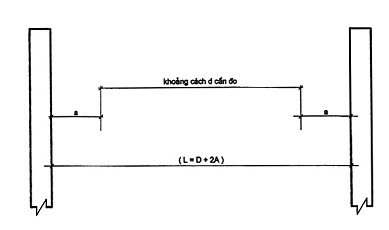 khoảng cách d cần đo
a
a
( L = D + 2A )